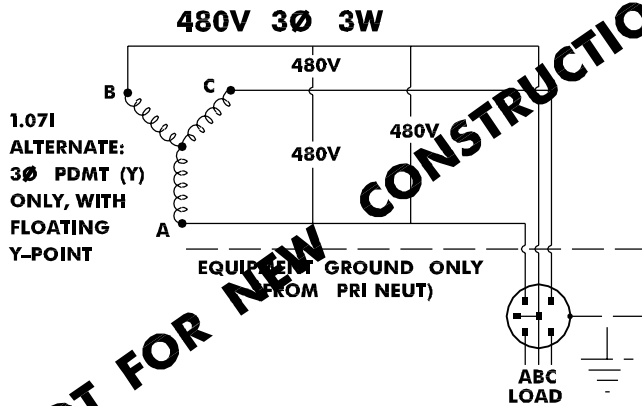 480V 3Ø 3W
480V
B
C
1.071
ALTERNATE:
3Ø PDMT (Y)
ONLY, WITH
FLOATING
Y–POINT
480V
480V
A
EQUIPMENT GROUND ONLY
(FROM PRI NEUT)
FOR NEW CONSTRUCTIO
ABC
LOAD